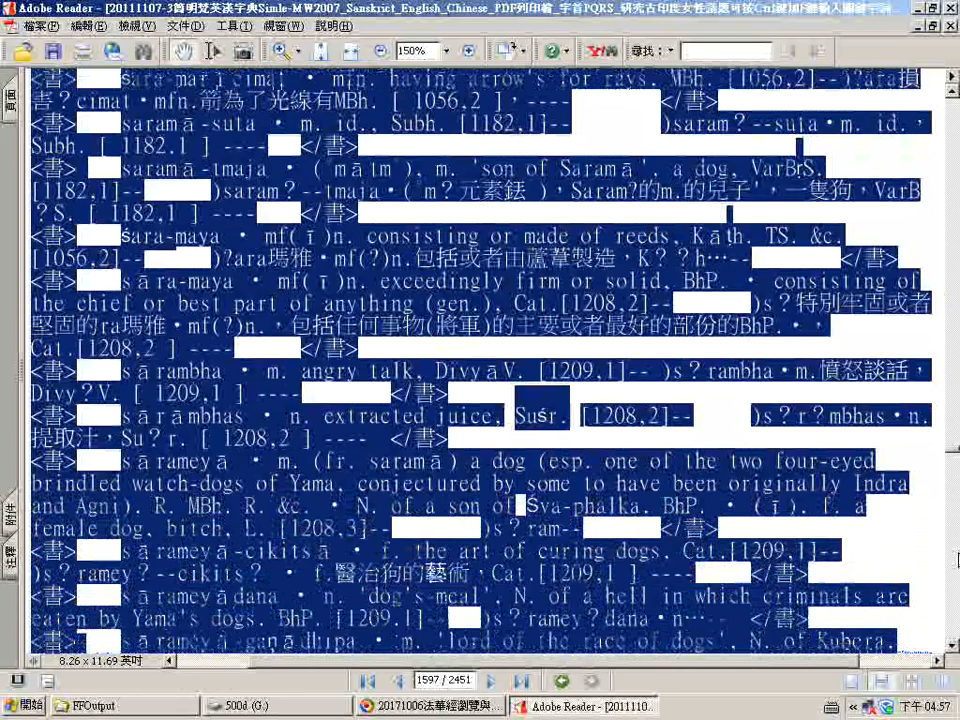 Adobe Reader - [20111107-3簡明梵英漢字典Simle-MW2007_Sanskrit_English_Chinese_PDF列印檔_字首PQRS_研究古印度女性議題可按Ctrl鍵加F鍵輸入關鍵字詞
檔案(F) 編輯(E) 檢視(V) 文件(D) 工具(T) 視窗(W) 說明(H)
150% 尋找：
<書> śara-marīcimat ‧ mfn. having arrow's for rays, MBh. [1056,2]--)?ara損
害？cimat‧mfn.箭為了光線有MBh. [ 1056,2 ]，---- </書>
<書> saramā-suta ‧ m. id., Subh. [1182,1]-- )saram？--suta‧m. id.，
Subh. [ 1182,1 ] ---- </書>
<書> saramā-tmaja ‧ (°mātm°) m. 'son of Saramā', a dog, VarBṛS.
[1182,1]-- )saram？--tmaja‧(°m？元素鋕 )，Saram?的m.的兒子'，一隻狗，VarB
？S. [ 1182,1 ] ---- </書>
<書> śara-maya ‧ mf(ī)n. consisting or made of reeds, Kāṭh. TS. &c.
[1056,2]-- )?ara瑪雅‧mf(?)n.包括或者由蘆葦製造，K？？h…-- </書>
<書> sāra-maya ‧ mf(ī)n. exceedingly firm or solid, BhP. ‧ consisting of
the chief or best part of anything (gen.), Cat.[1208,2]-- )s？特別牢固或者
堅固的ra瑪雅‧mf(?)n.，包括任何事物(將軍)的主要或者最好的部份的BhP.‧，
Cat.[1208,2 ] ---- </書>
<書> sārambha ‧ m. angry talk, DivyāV. [1209,1]-- )s？rambha‧m.憤怒談話，
Divy？V. [ 1209,1 ] ---- </書>
<書> sārāmbhas ‧ n. extracted juice, Suśr. [1208,2]-- )s？r？mbhas‧n.
提取汁，Su？r. [ 1208,2 ] ---- </書>
<書> sārameyá ‧ m. (fr. saramā) a dog (esp. one of the two four-eyed
brindled watch-dogs of Yama, conjectured by some to have been originally Indra
and Agni). R. MBh. R. &c. ‧ N. of a son of Śva-phalka. BhP. ‧ (ī). f. a
female dog, bitch, L. [1208,3]-- )s？ram-- </書>
<書> sārameyá-cikitsā ‧ f. the art of curing dogs, Cat.[1209,1]--
)s？ramey？--cikits？ ‧ f.醫治狗的藝術，Cat.[1209,1 ] ---- </書>
<書> sārameyādana ‧ n. 'dog's-meal', N. of a hell in which criminals are
eaten by Yama's dogs. BhP. [1209,1]-- )s？ramey？dana‧n…-- </書>
<書> sārameyá-gaṇādhipa ‧ m. 'lord of the race of dogs' N. of Kubera.
頁面
附件
註釋
8.26 x 11.69 英吋
1597 / 2451
開始 FFOutput 500d (G:) 20171006法華經瀏覽與... Adobe Reader - [2011110... 下午 04:57